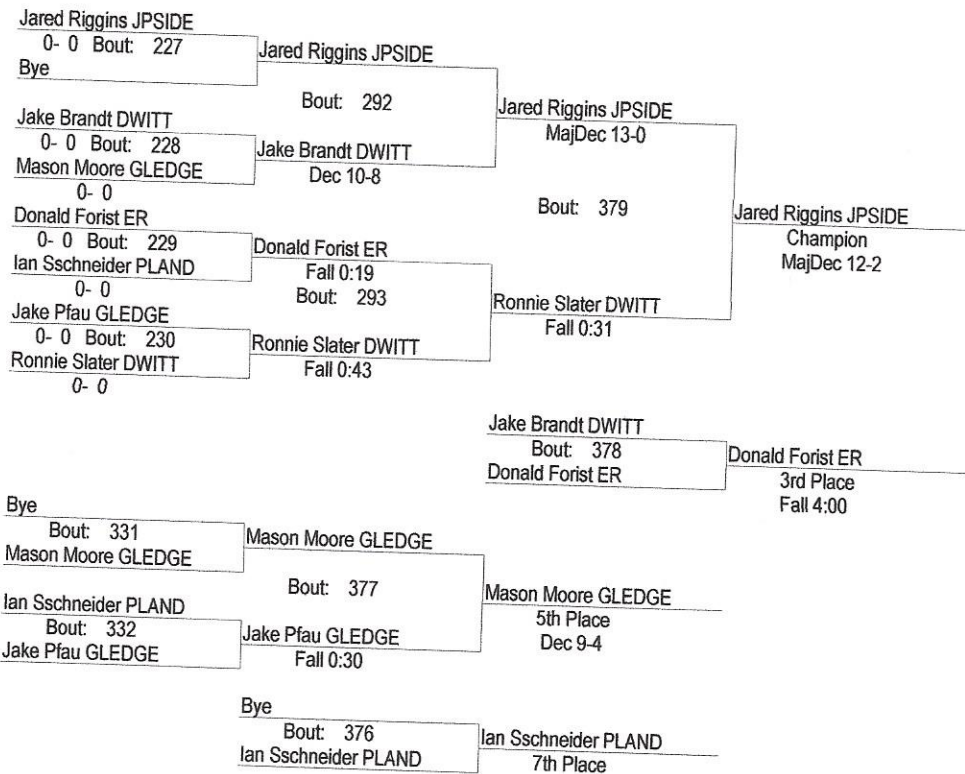 Jared Riggins JPSIDE
0- 0 Bout: 227
Bye
Jared Riggins JPSIDE
Bout: 292
Jake Brandt DWITT
0- 0 Bout: 228
Mason Moore GLEDGE
0- 0
Jake Brandt DWITT
Dec 10-8
Jared Riggins JPSIDE
MajDec 13-0
Bout: 379
Jared Riggins JPSIDE
Champion
MajDec 12-2
Donald Forist ER
0- 0 Bout: 229
Ian Sschneider PLAND
0- 0
Donald Forist ER
Fall 0:19
Bout: 293
Jake Pfau GLEDGE
0- 0 Bout: 230
Ronnie Slater DWITT
0- 0
Ronnie Slater DWITT
Fall 0:43
Ronnie Slater DWITT
Fall 0:31
Jake Brandt DWITT
Bout: 378
Donald Forist ER
Donald Forist ER
3rd Place
Fall 4:00
Bye
Bout: 331
Mason Moore GLEDGE
Mason Moore GLEDGE
Bout: 377
Ian Sschneider PLAND
Bout: 332
Jake Pfau GLEDGE
Jake Pfau GLEDGE
Fall 0:30
Mason Moore GLEDGE
5th Place
Dec 9-4
Bye
Bout: 376
Ian Sschneider PLAND
Ian Sschneider PLAND
7th Place